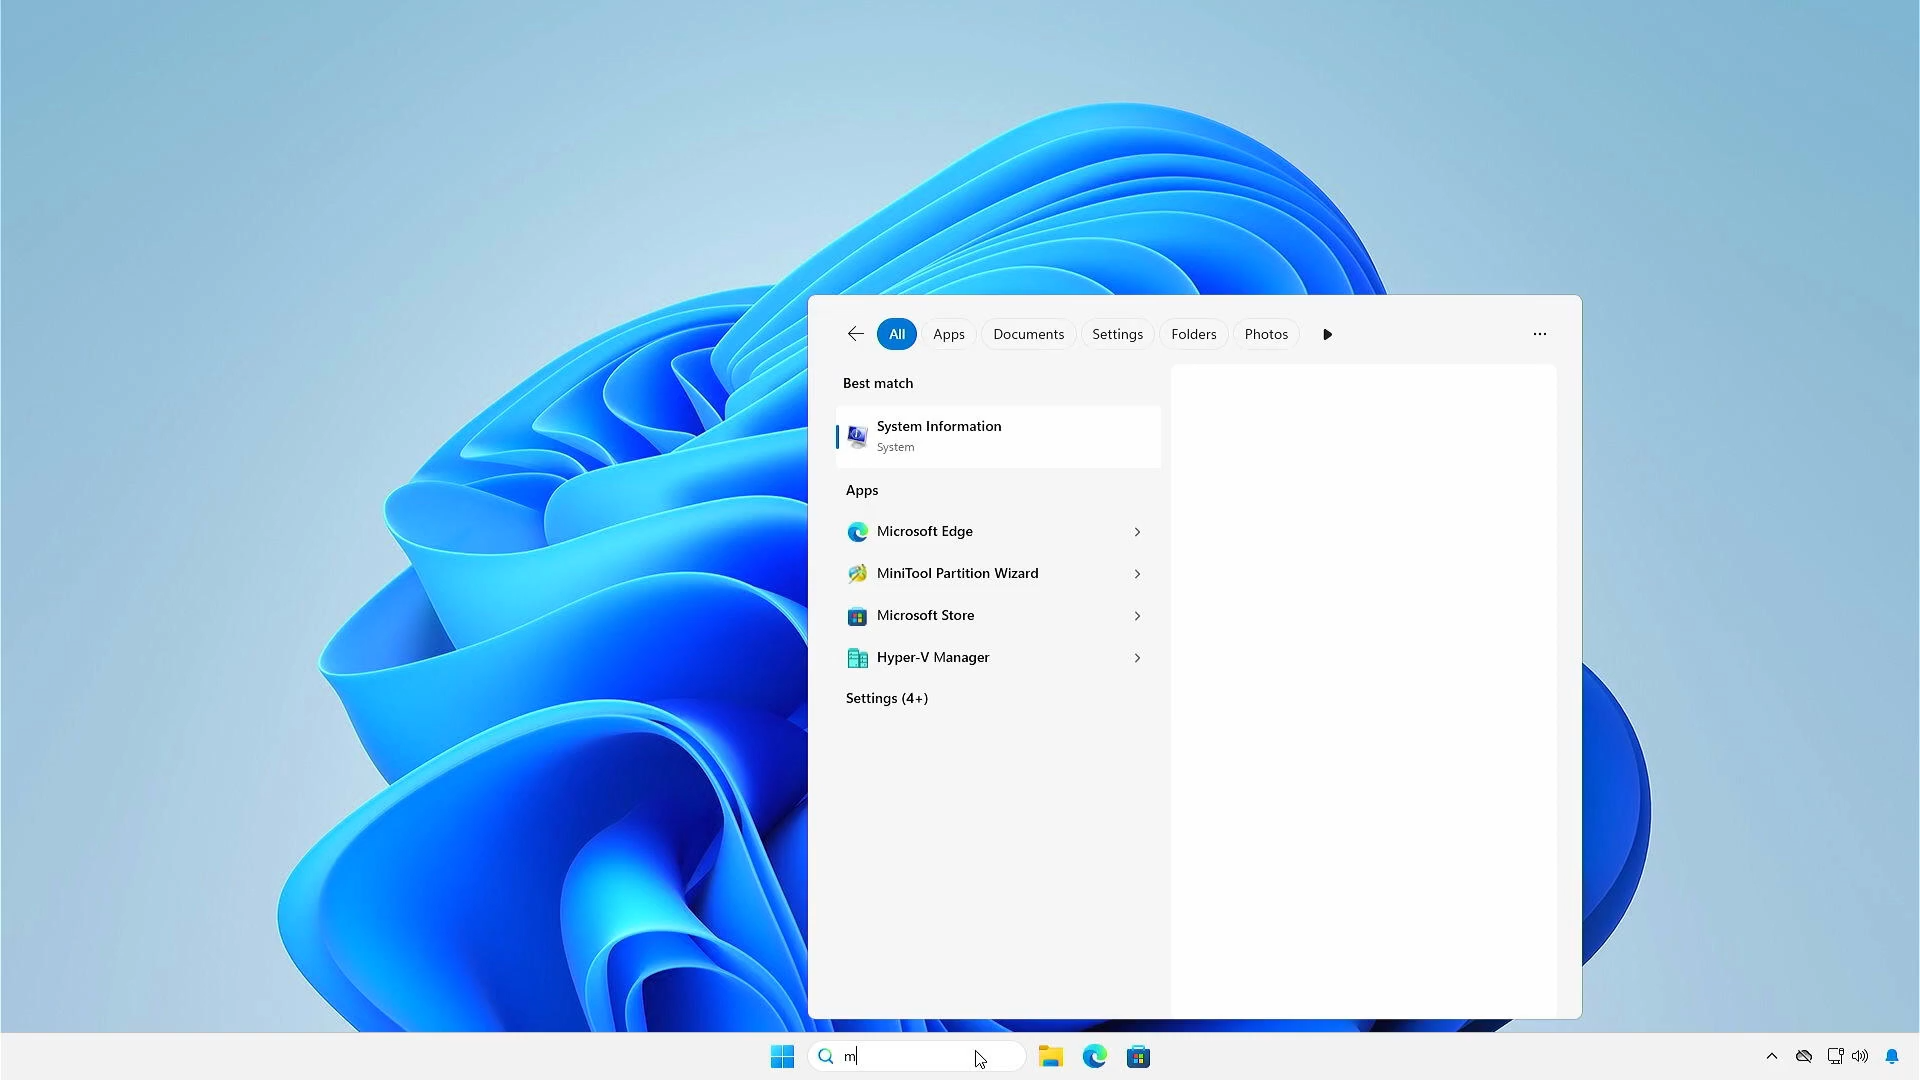 All Apps Documents Settings Folders Photos
Best match
System Information
System
Apps
Microsoft Edge
MiniTool Partition Wizard
Microsoft Store
Hyper-V Manager
Settings (4+)
m